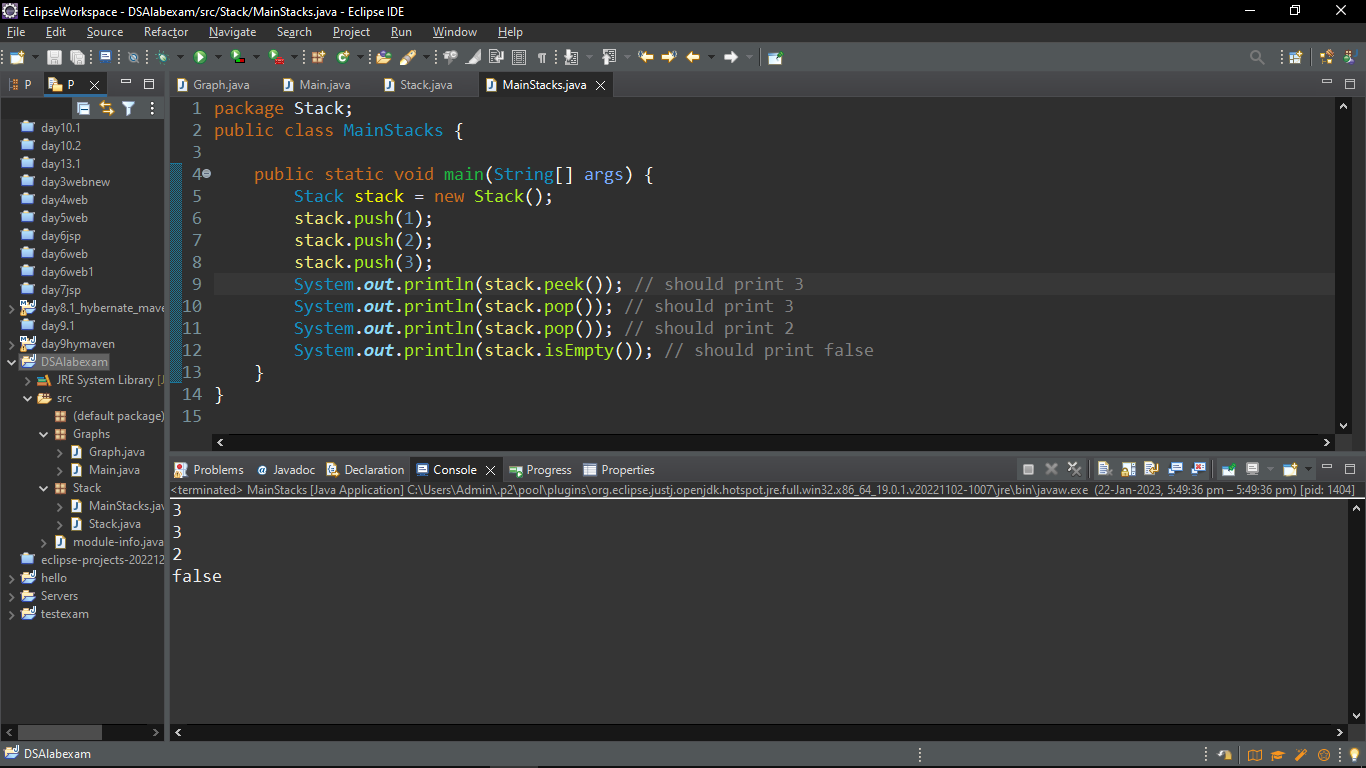 EclipseWorkspace - DSAlabexam/src/Stack/MainStacks.java - Eclipse IDE
File Edit Source Refactor Navigate Search Project Run Window Help
P P Graph.java Main.java Stack.java MainStacks.java
day10.1
day10.2
day13.1
day3webnew
day4web
day5web
day6jsp
day6web
day6web1
day7jsp
day8.1_hybernate_mave
day9.1
day9hymaven
DSAlabexam
JRE System Library [J
src
(default package)
Graphs
Graph.java
Main.java
Stack
MainStacks.jav
Stack.java
module-info.java
eclipse-projects-202212
hello
Servers
testexam
1 package Stack;
2 public class MainStacks {
3
4 public static void main(String[] args) {
5 Stack stack = new Stack();
6 stack.push(1);
7 stack.push(2);
8 stack.push(3);
9 System.out.println(stack.peek()); // should print 3
10 System.out.println(stack.pop()); // should print 3
11 System.out.println(stack.pop()); // should print 2
12 System.out.println(stack.isEmpty()); // should print false
13 }
14 }
15
Problems Javadoc Declaration Console Progress Properties
<terminated> MainStacks [Java Application] C:\Users\Admin\.p2\pool\plugins\org.eclipse.justj.openjdk.hotspot.jre.full.win32.x86_64_19.0.1.v20221102-1007\jre\bin\javaw.exe (22-Jan-2023, 5:49:36 pm – 5:49:36 pm) [pid: 1404]
3
3
2
false
DSAlabexam